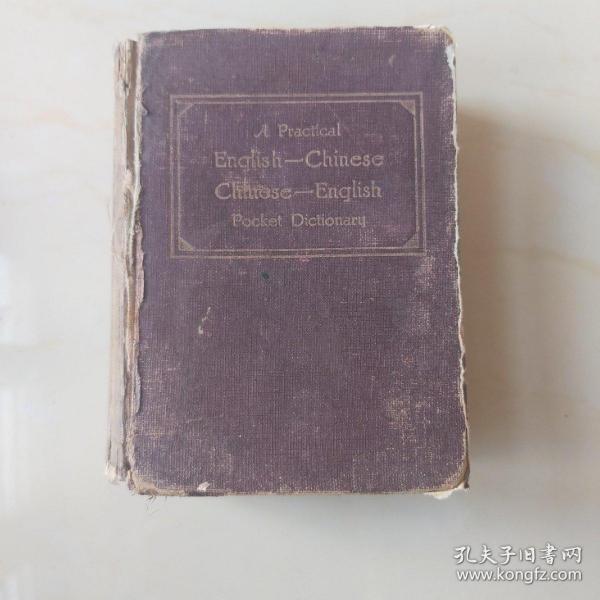 A Practical
English—Chinese
Chinese—English
Pocket Dictionary
孔夫子旧书网
www.kongfz.com